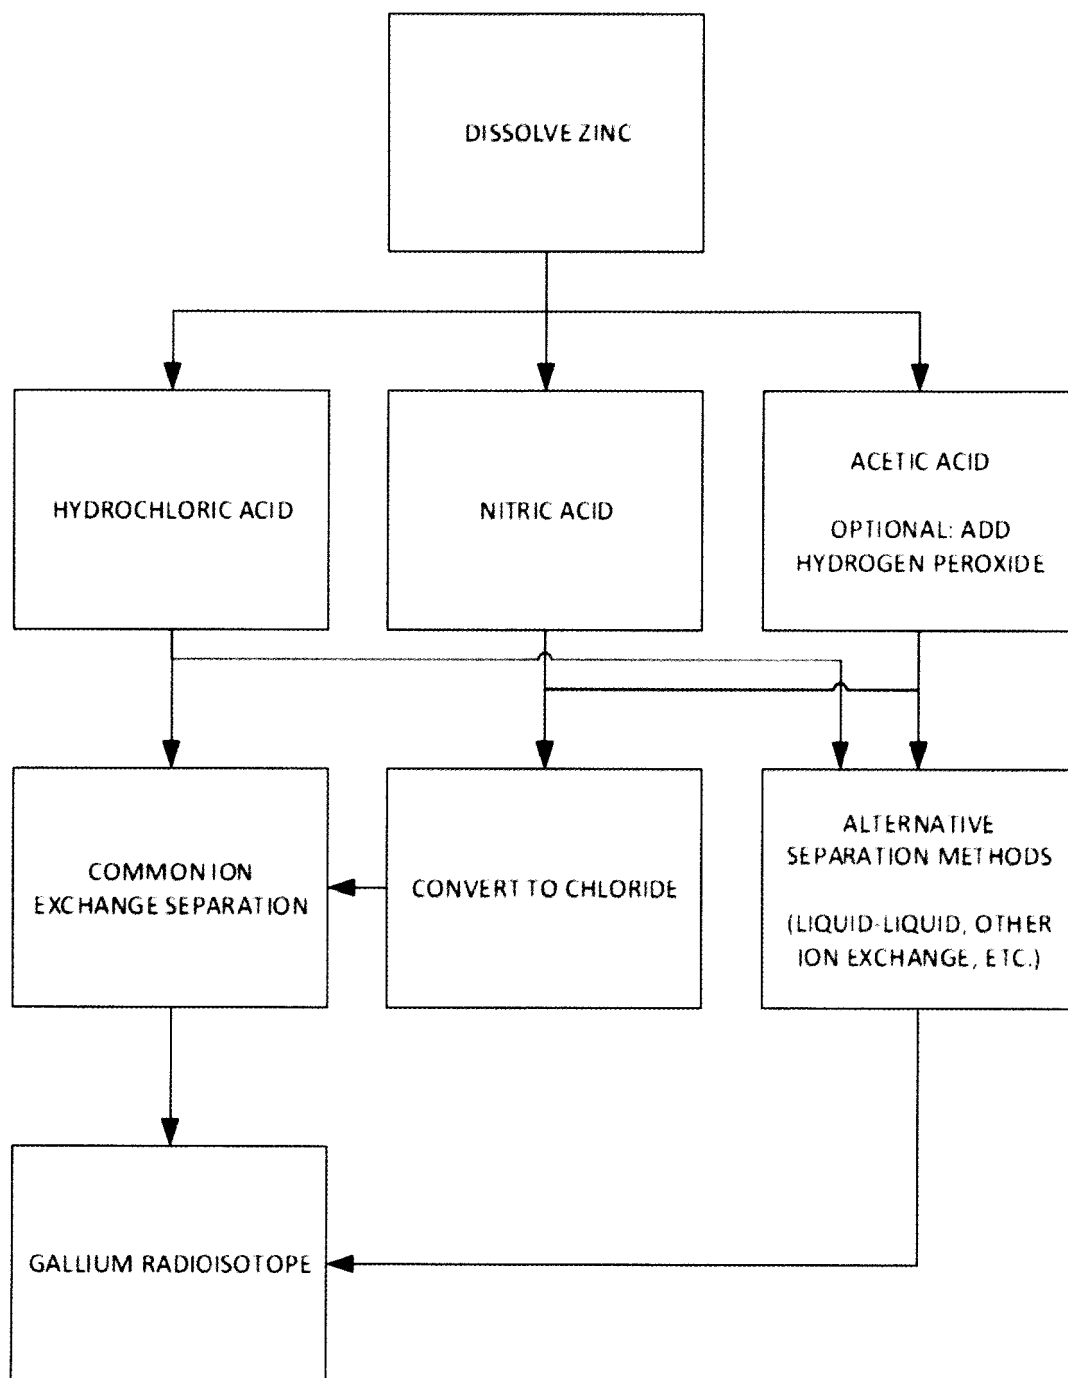 DISSOLVE ZINC
HYDROCHLORIC ACID
NITRIC ACID
ACETIC ACID
OPTIONAL: ADD
HYDROGEN PEROXIDE
COMMON ION
EXCHANGE SEPARATION
CONVERT TO CHLORIDE
ALTERNATIVE
SEPARATION METHODS
(LIQUID-LIQUID, OTHER
ION EXCHANGE, ETC.)
GALLIUM RADIOISOTOPE